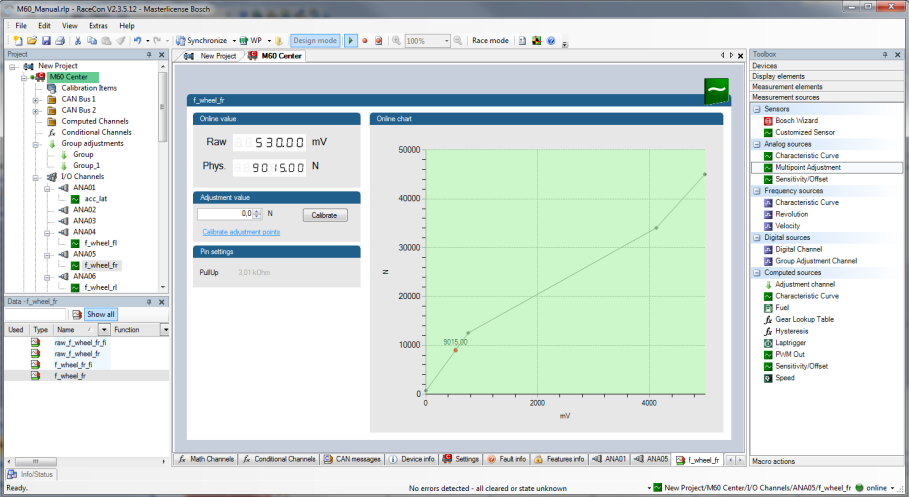 M60_Manual.rlp - RaceCon V2.3.5.12 - Masterlicense Bosch
File Edit View Extras Help
Synchronize WP Design mode 100% Race mode
Project
New Project
M60 Center
Calibration Items
CAN Bus 1
CAN Bus 2
Computed Channels
fx Conditional Channels
Group adjustments
Group
Group_1
I/O Channels
ANA01
acc_lat
ANA02
ANA03
ANA04
f_wheel_fl
ANA05
f_wheel_fr
ANA06
f_wheel_rl
Data - f_wheel_fr
Show all
Used Type Name Function
raw_f_wheel_fr_fi
raw_f_wheel_fr
f_wheel_fr_fi
f_wheel_fr
Info/Status
New Project M60 Center
f_wheel_fr
Online value
Raw 530.00 mV
Phys. 9015.00 N
Adjustment value
0,0 N Calibrate
Calibrate adjustment points
Pin settings
PullUp 3.01 kOhm
Online chart
50000
40000
30000
N
20000
10000
9015,00
0
0 2000 4000
mV
fx Math Channels fx Conditional Channels CAN messages Device info Settings Fault info Features info ANA01 ANA05 f_wheel_fr
Toolbox
Devices
Display elements
Measurement elements
Measurement sources
Sensors
Bosch Wizard
Customized Sensor
Analog sources
Characteristic Curve
Multipoint Adjustment
Sensitivity/Offset
Frequency sources
Characteristic Curve
Revolution
Velocity
Digital sources
Digital Channel
Group Adjustment Channel
Computed sources
Adjustment channel
Characteristic Curve
Fuel
fx Gear Lookup Table
fx Hysteresis
Laptrigger
PWM Out
Sensitivity/Offset
Speed
Macro actions
Ready. No errors detected - all cleared or state unknown New Project/M60 Center/I/O Channels/ANA05/f_wheel_fr online